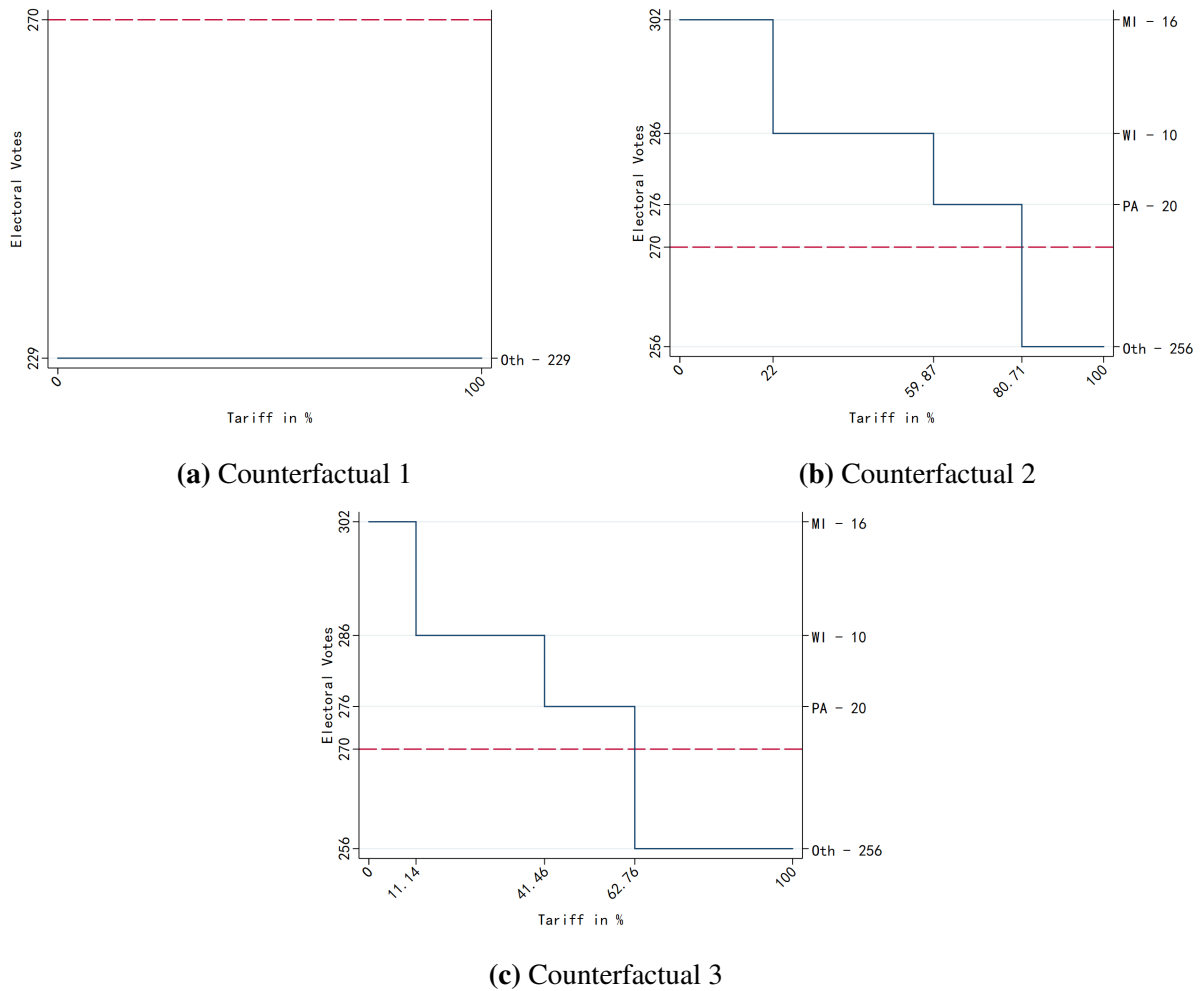 270
229
Electoral Votes
Oth - 229
0
100
Tariff in %
(a) Counterfactual 1
302
286
276
270
256
Electoral Votes
MI - 16
WI - 10
PA - 20
Oth - 256
0
22
59.87
80.71
100
Tariff in %
(b) Counterfactual 2
302
286
276
270
256
Electoral Votes
MI - 16
WI - 10
PA - 20
Oth - 256
0
11.14
41.46
62.76
100
Tariff in %
(c) Counterfactual 3